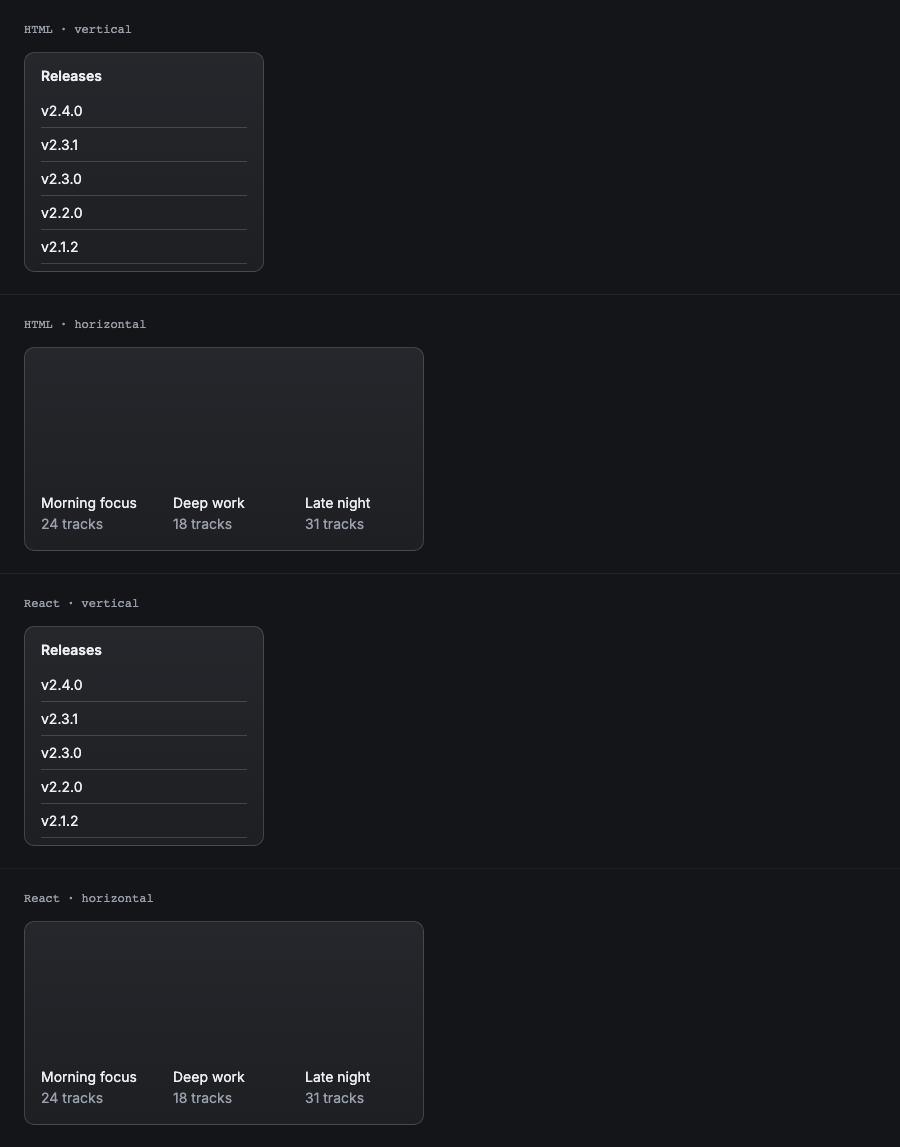 HTML · vertical
Releases
v2.4.0
v2.3.1
v2.3.0
v2.2.0
v2.1.2
HTML · horizontal
Morning focus Deep work Late night
24 tracks 18 tracks 31 tracks
React · vertical
Releases
v2.4.0
v2.3.1
v2.3.0
v2.2.0
v2.1.2
React · horizontal
Morning focus Deep work Late night
24 tracks 18 tracks 31 tracks